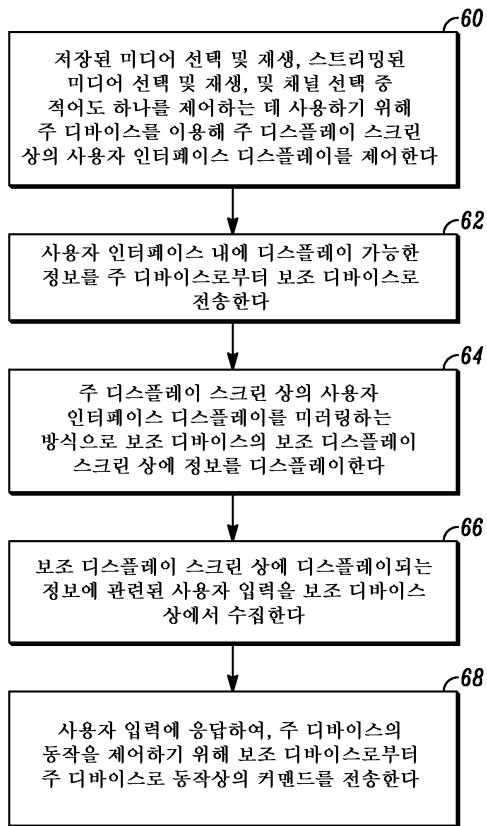 60
저장된 미디어 선택 및 재생, 스트리밍된
미디어 선택 및 재생, 및 채널 선택 중
적어도 하나를 제어하는 데 사용하기 위해
주 디바이스를 이용해 주 디스플레이 스크린
상의 사용자 인터페이스 디스플레이를 제어한다
62
사용자 인터페이스 내에 디스플레이 가능한
정보를 주 디바이스로부터 보조 디바이스로
전송한다
64
주 디스플레이 스크린 상의 사용자
인터페이스 디스플레이를 미러링하는
방식으로 보조 디바이스의 보조 디스플레이
스크린 상에 정보를 디스플레이한다
66
보조 디스플레이 스크린 상에 디스플레이되는
정보에 관련된 사용자 입력을 보조 디바이스
상에서 수집한다
68
사용자 입력에 응답하여, 주 디바이스의
동작을 제어하기 위해 보조 디바이스로부터
주 디바이스로 동작상의 커맨드를 전송한다